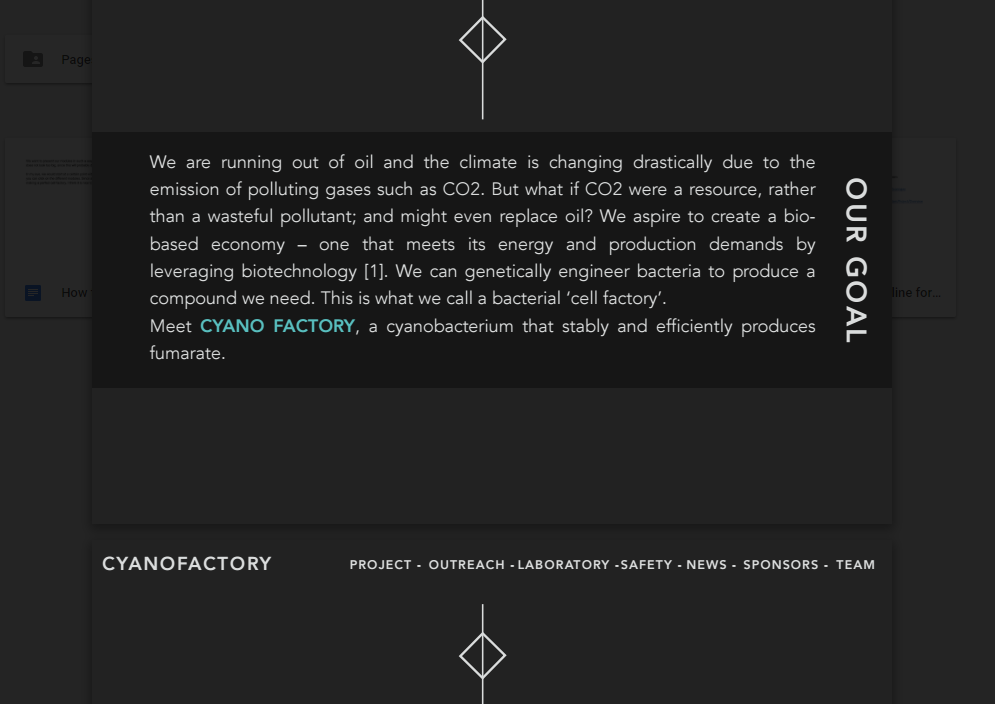 Page
We are running out of oil and the climate is changing drastically due to the
emission of polluting gases such as CO2. But what if CO2 were a resource, rather
than a wasteful pollutant; and might even replace oil? We aspire to create a bio-
based economy – one that meets its energy and production demands by
leveraging biotechnology [1]. We can genetically engineer bacteria to produce a
compound we need. This is what we call a bacterial ‘cell factory’.
Meet CYANO FACTORY, a cyanobacterium that stably and efficiently produces
fumarate.
OUR GOAL
How
line for...
CYANOFACTORY
PROJECT - OUTREACH - LABORATORY - SAFETY - NEWS - SPONSORS - TEAM